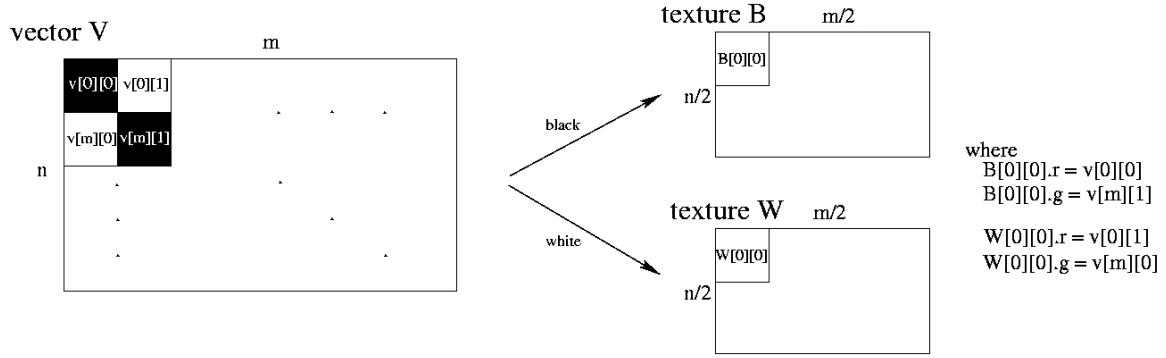 vector V
m
v[0][0] v[0][1]
v[m][0] v[m][1]
n
black
white
texture B m/2
B[0][0]
n/2
texture W m/2
W[0][0]
n/2
where
B[0][0].r = v[0][0]
B[0][0].g = v[m][1]
W[0][0].r = v[0][1]
W[0][0].g = v[m][0]